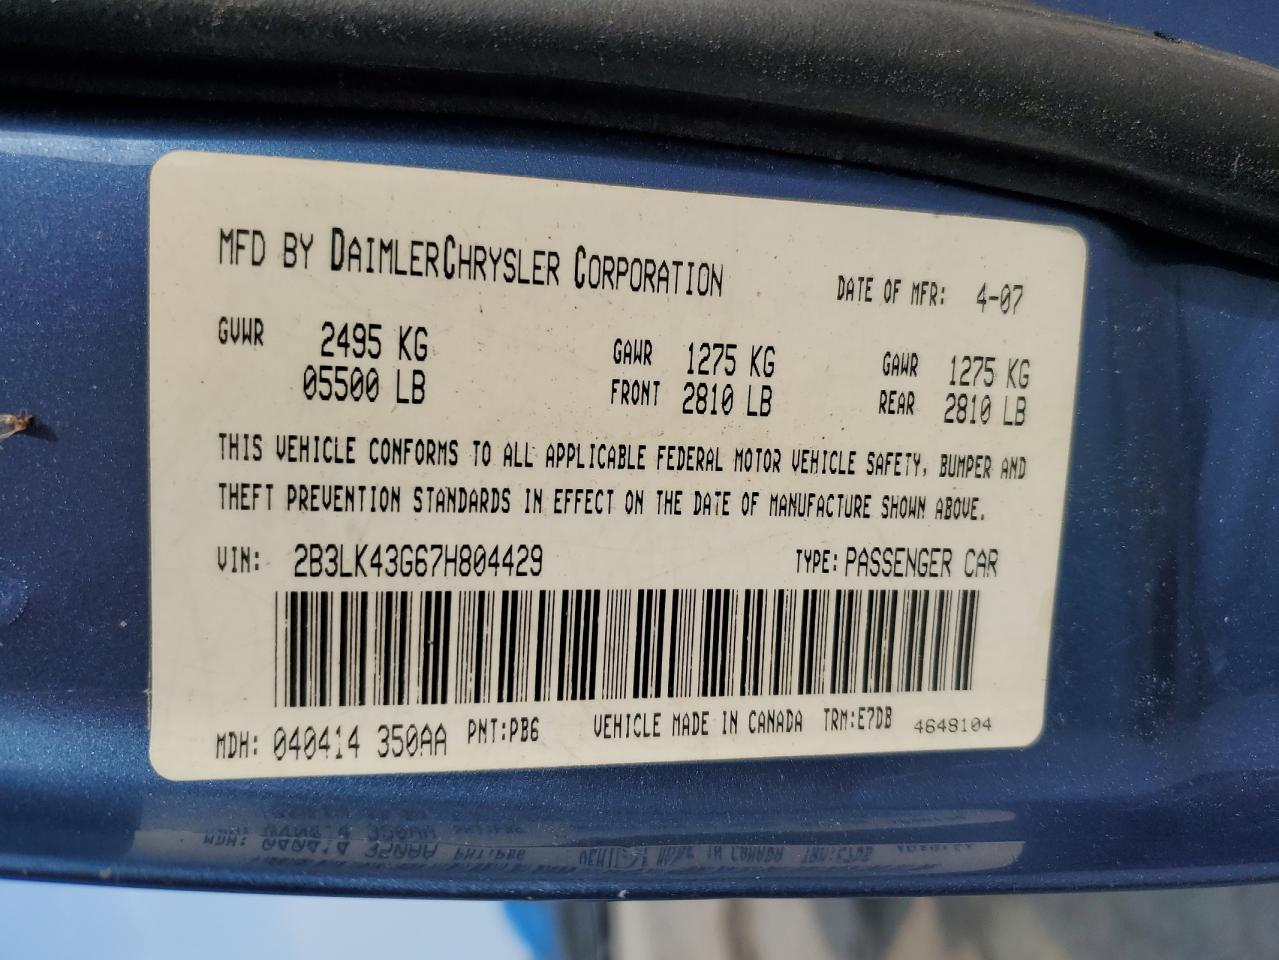 MFD BY DAIMLERCHRYSLER CORPORATION DATE OF MFR: 4-07
GVWR 2495 KG GAWR 1275 KG GAWR 1275 KG
05500 LB FRONT 2810 LB REAR 2810 LB
THIS VEHICLE CONFORMS TO ALL APPLICABLE FEDERAL MOTOR VEHICLE SAFETY, BUMPER AND
THEFT PREVENTION STANDARDS IN EFFECT ON THE DATE OF MANUFACTURE SHOWN ABOVE.
VIN: 2B3LK43G67H804429 TYPE: PASSENGER CAR
MDH: 040414 350AA PNT:PB6 VEHICLE MADE IN CANADA TRM:E7DB 4648104